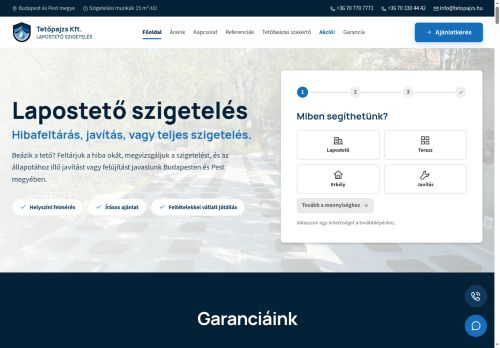 Budapest és Pest megye
Szigetelési munkák 15 m²-től
+36 70 770 7771
+36 70 330 44 42
info@tetopajzs.hu
Tetőpajzs Kft.
LAPOSTETŐ SZIGETELÉS
Főoldal
Áraink
Kapcsolat
Referenciák
Tetőbeázás szakértő
Akció!
Garancia
Ajánlatkérés
Lapostető szigetelés
Hibafeltárás, javítás, vagy teljes szigetelés.
Beázik a tető? Feltárjuk a hiba okát, megvizsgáljuk a szigetelést, és az
állapotához illő javítást vagy felújítást javaslunk Budapesten és Pest
megyében.
Helyszíni felmérés
Írásos ajánlat
Feltételekkel vállalt jótállás
1
2
3
Miben segíthetünk?
Lapostető
Terasz
Erkély
Javítás
Tovább a mennyiséghez
Válasszon egy lehetőséget a továbblépéshez.
Garanciáink